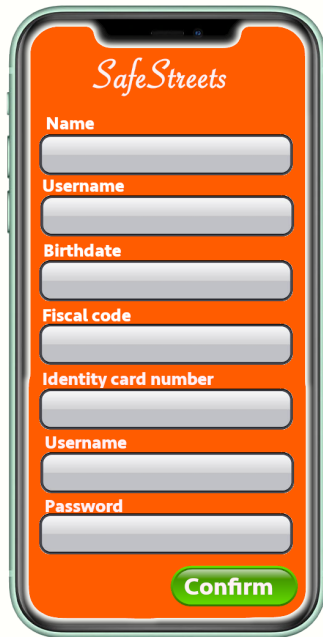 SafeStreets
Name
Username
Birthdate
Fiscal code
Identity card number
Username
Password
Confirm